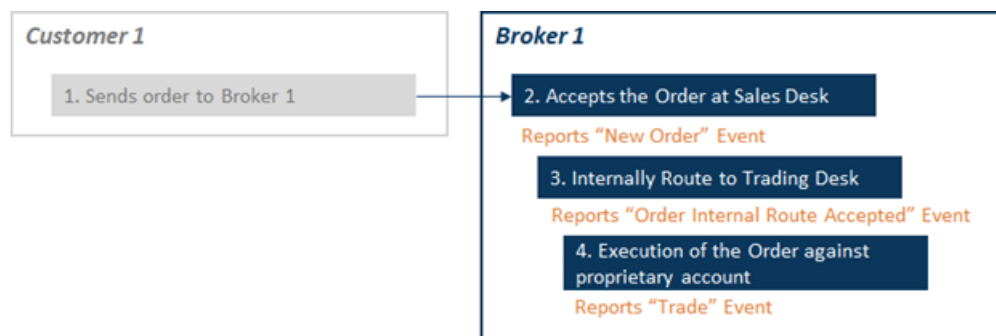 Customer 1
1. Sends order to Broker 1
Broker 1
2. Accepts the Order at Sales Desk
Reports “New Order” Event
3. Internally Route to Trading Desk
Reports “Order Internal Route Accepted” Event
4. Execution of the Order against
proprietary account
Reports “Trade” Event